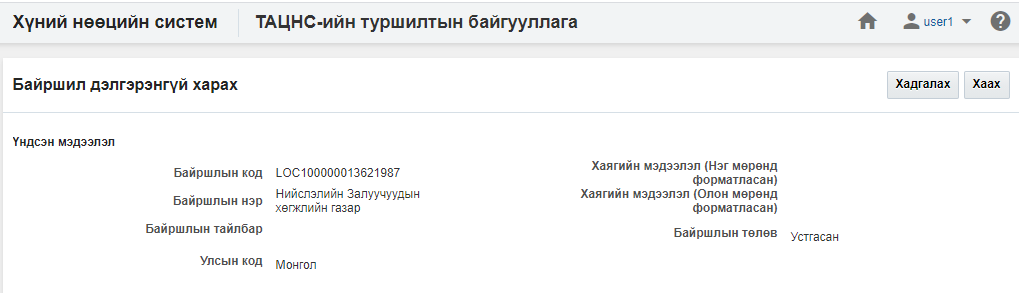 Хүний нөөцийн систем
ТАЦНС-ийн туршилтын байгууллага
user1
Байршил дэлгэрэнгүй харах
Хадгалах
Хаах
Үндсэн мэдээлэл
Байршлын код LOC100000013621987
Байршлын нэр Нийслэлийн Залуучуудын
хөгжлийн газар
Байршлын тайлбар
Улсын код Монгол
Хаягийн мэдээлэл (Нэг мөрөнд
форматласан)
Хаягийн мэдээлэл (Олон мөрөнд
форматласан)
Байршлын төлөв Устгасан